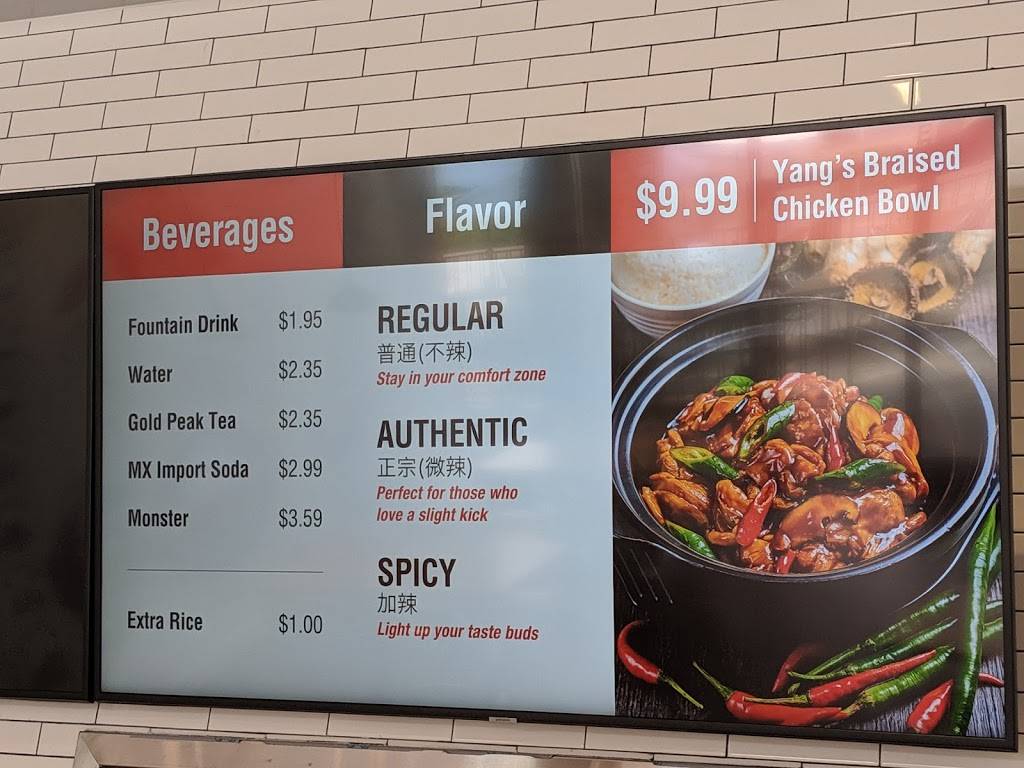 Beverages
Fountain Drink $1.95
Water $2.35
Gold Peak Tea $2.35
MX Import Soda $2.99
Monster $3.59
Extra Rice $1.00
Flavor
REGULAR
普通(不辣)
Stay in your comfort zone
AUTHENTIC
正宗(微辣)
Perfect for those who
love a slight kick
SPICY
加辣
Light up your taste buds
$9.99
Yang's Braised
Chicken Bowl